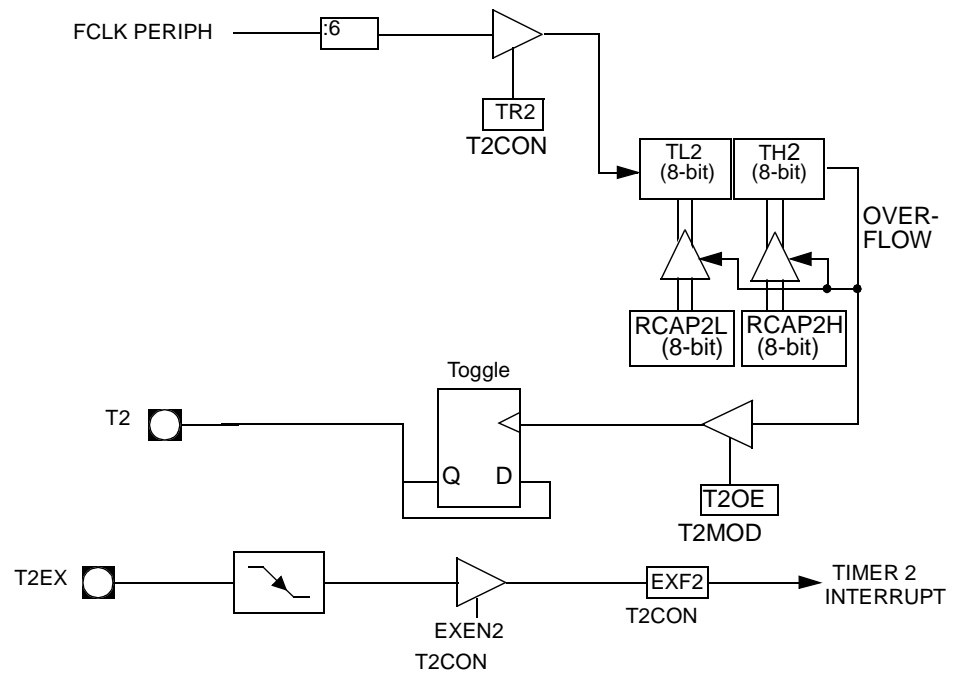 FCLK PERIPH
:6
TR2
T2CON
TL2
(8-bit)
TH2
(8-bit)
OVER-
FLOW
RCAP2L
(8-bit)
RCAP2H
(8-bit)
Toggle
T2
Q
D
T2OE
T2MOD
T2EX
EXEN2
T2CON
EXF2
T2CON
TIMER 2
INTERRUPT